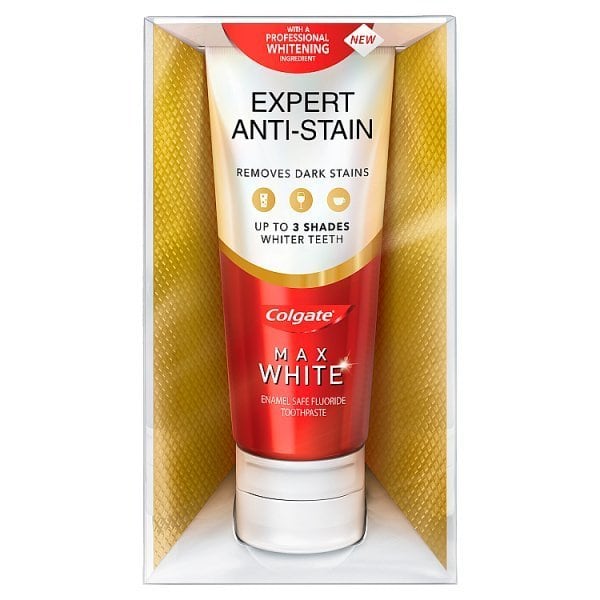 WITH A
PROFESSIONAL
WHITENING
INGREDIENT
NEW
EXPERT
ANTI-STAIN
REMOVES DARK STAINS
UP TO 3 SHADES
WHITER TEETH
Colgate®
MAX
WHITE
ENAMEL SAFE FLUORIDE
TOOTHPASTE